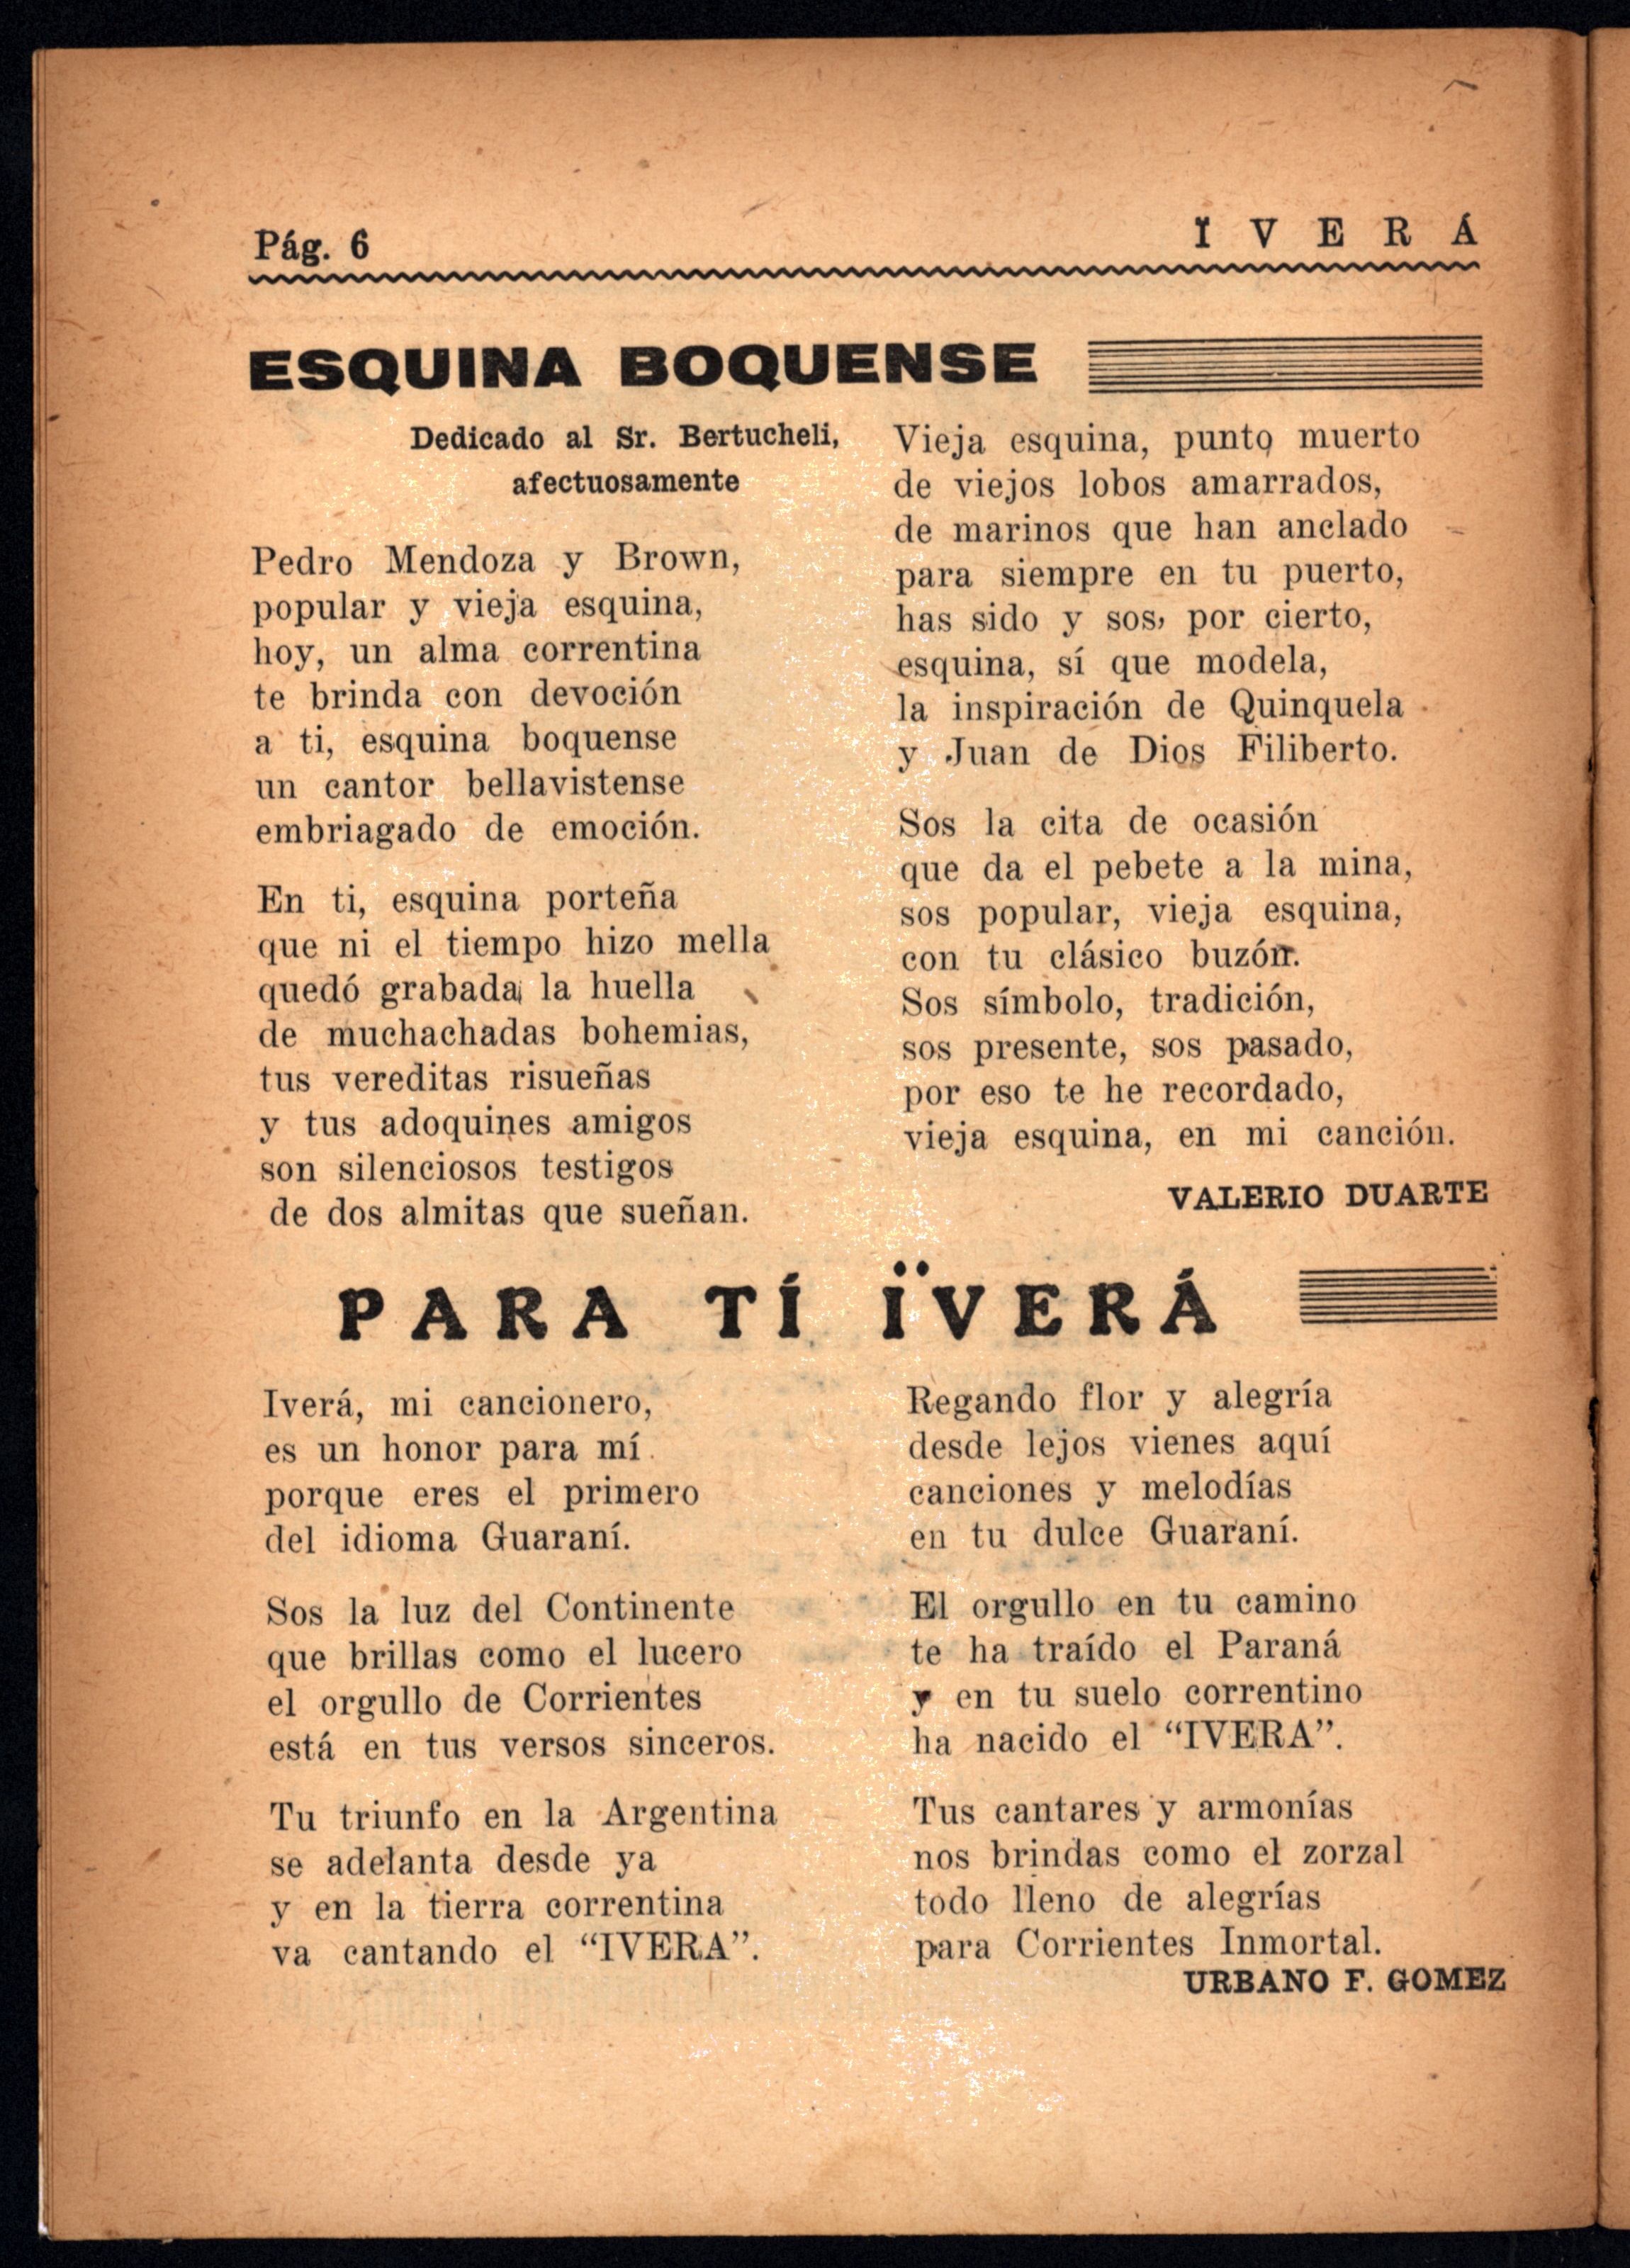 Pág. 6
ÏVERÁ
ESQUINA BOQUENSE
Dedicado al Sr. Bertucheli,
afectuosamente
Pedro Mendoza y Brown,
popular y vieja esquina,
hoy, un alma correntina
te brinda con devoción
a ti, esquina boquense
un cantor bellavistense
embriagado de emoción.
En ti, esquina porteña
que ni el tiempo hizo mella
quedó grabada la huella
de muchachadas bohemias,
tus vereditas risueñas
y tus adoquines amigos
son silenciosos testigos
de dos almitas que sueñan.
Vieja esquina, punto muerto
de viejos lobos amarrados,
de marinos que han anclado
para siempre en tu puerto,
has sido y sos, por cierto,
esquina, sí que modela,
la inspiración de Quinquela
y Juan de Dios Filiberto.
Sos la cita de ocasión
que da el pebete a la mina,
sos popular, vieja esquina,
con tu clásico buzón.
Sos símbolo, tradición,
sos presente, sos pasado,
por eso te he recordado,
vieja esquina, en mi canción.
VALERIO DUARTE
PARA TÍ ÏVERÁ
Iverá, mi cancionero,
es un honor para mí
porque eres el primero
del idioma Guaraní.
Sos la luz del Continente
que brillas como el lucero
el orgullo de Corrientes
está en tus versos sinceros.
Tu triunfo en la Argentina
se adelanta desde ya
y en la tierra correntina
va cantando el “IVERA”.
Regando flor y alegría
desde lejos vienes aquí
canciones y melodías
en tu dulce Guaraní.
El orgullo en tu camino
te ha traído el Paraná
y en tu suelo correntino
ha nacido el “IVERA”.
Tus cantares y armonías
nos brindas como el zorzal
todo lleno de alegrías
para Corrientes Inmortal.
URBANO F. GOMEZ